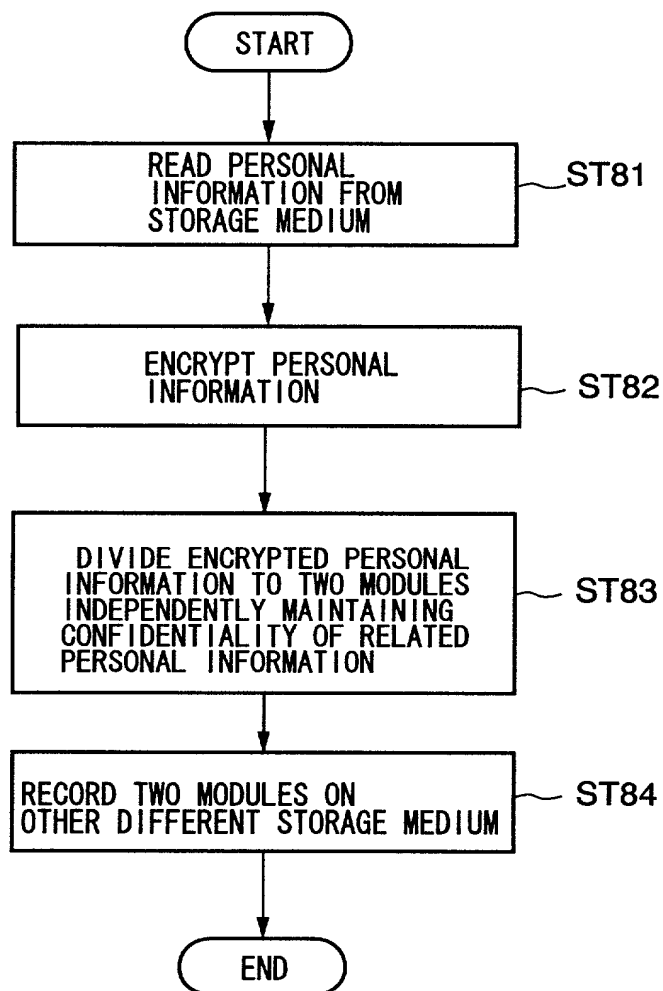 START
READ PERSONAL
INFORMATION FROM
STORAGE MEDIUM
ST81
ENCRYPT PERSONAL
INFORMATION
ST82
DIVIDE ENCRYPTED PERSONAL
INFORMATION TO TWO MODULES
INDEPENDENTLY MAINTAINING
CONFIDENTIALITY OF RELATED
PERSONAL INFORMATION
ST83
RECORD TWO MODULES ON
OTHER DIFFERENT STORAGE MEDIUM
ST84
END